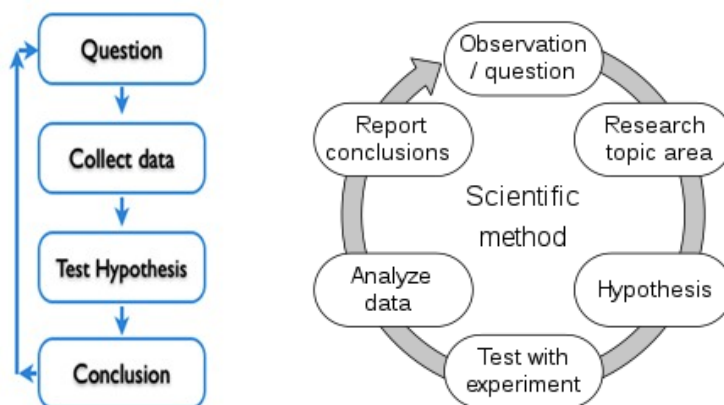 Question
Collect data
Test Hypothesis
Conclusion
Observation
/ question
Research
topic area
Hypothesis
Test with
experiment
Analyze
data
Report
conclusions
Scientific
method